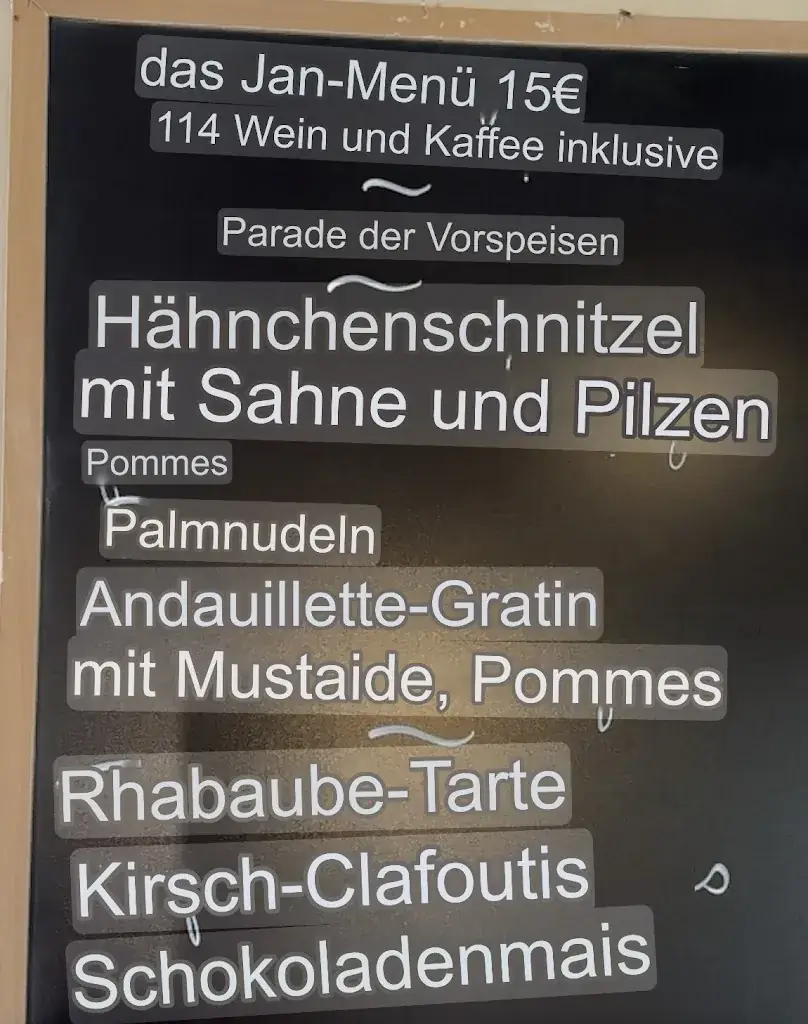 das Jan-Menü 15€
114 Wein und Kaffee inklusive
Parade der Vorspeisen
Hähnchenschnitzel
mit Sahne und Pilzen
Pommes
Palmnudeln
Andauillette-Gratin
mit Mustaide, Pommes
Rhabaube-Tarte
Kirsch-Clafoutis
Schokoladenmais